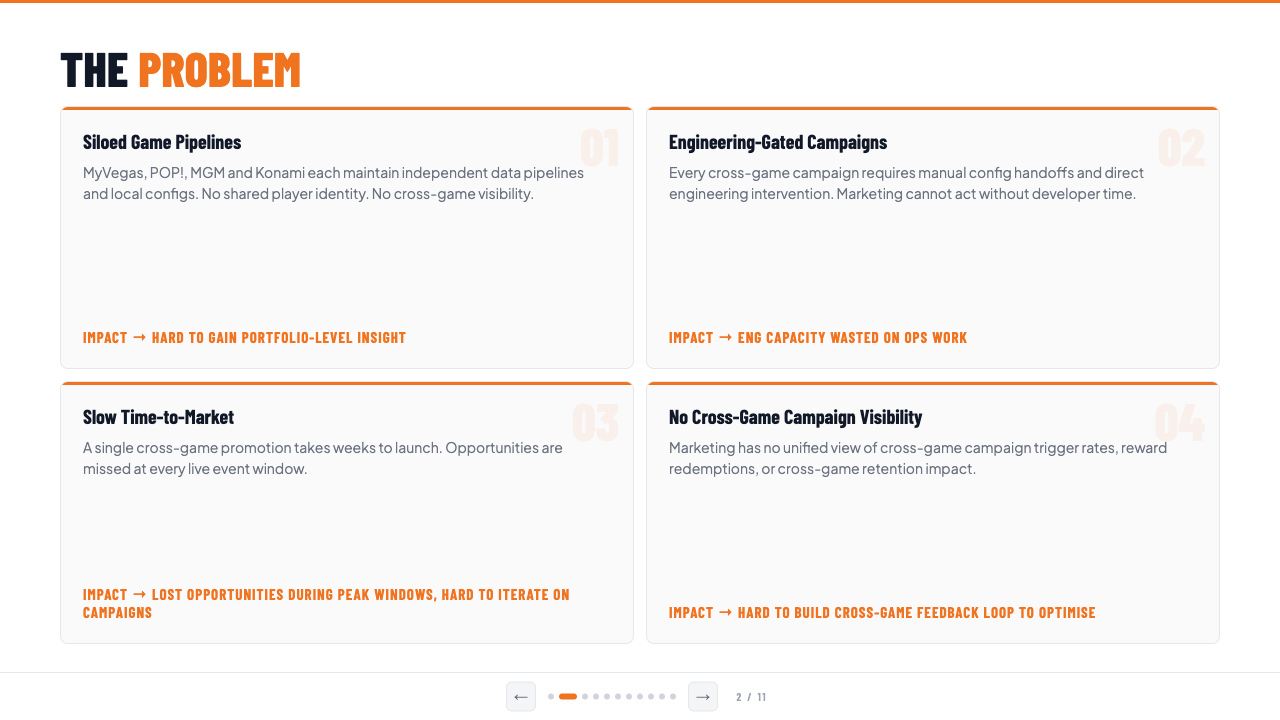 THE PROBLEM
Siloed Game Pipelines
01
MyVegas, POP!, MGM and Konami each maintain independent data pipelines
and local configs. No shared player identity. No cross-game visibility.
IMPACT → HARD TO GAIN PORTFOLIO-LEVEL INSIGHT
Engineering-Gated Campaigns
02
Every cross-game campaign requires manual config handoffs and direct
engineering intervention. Marketing cannot act without developer time.
IMPACT → ENG CAPACITY WASTED ON OPS WORK
Slow Time-to-Market
03
A single cross-game promotion takes weeks to launch. Opportunities are
missed at every live event window.
IMPACT → LOST OPPORTUNITIES DURING PEAK WINDOWS, HARD TO ITERATE ON
CAMPAIGNS
No Cross-Game Campaign Visibility
04
Marketing has no unified view of cross-game campaign trigger rates, reward
redemptions, or cross-game retention impact.
IMPACT → HARD TO BUILD CROSS-GAME FEEDBACK LOOP TO OPTIMISE
← → 2 / 11